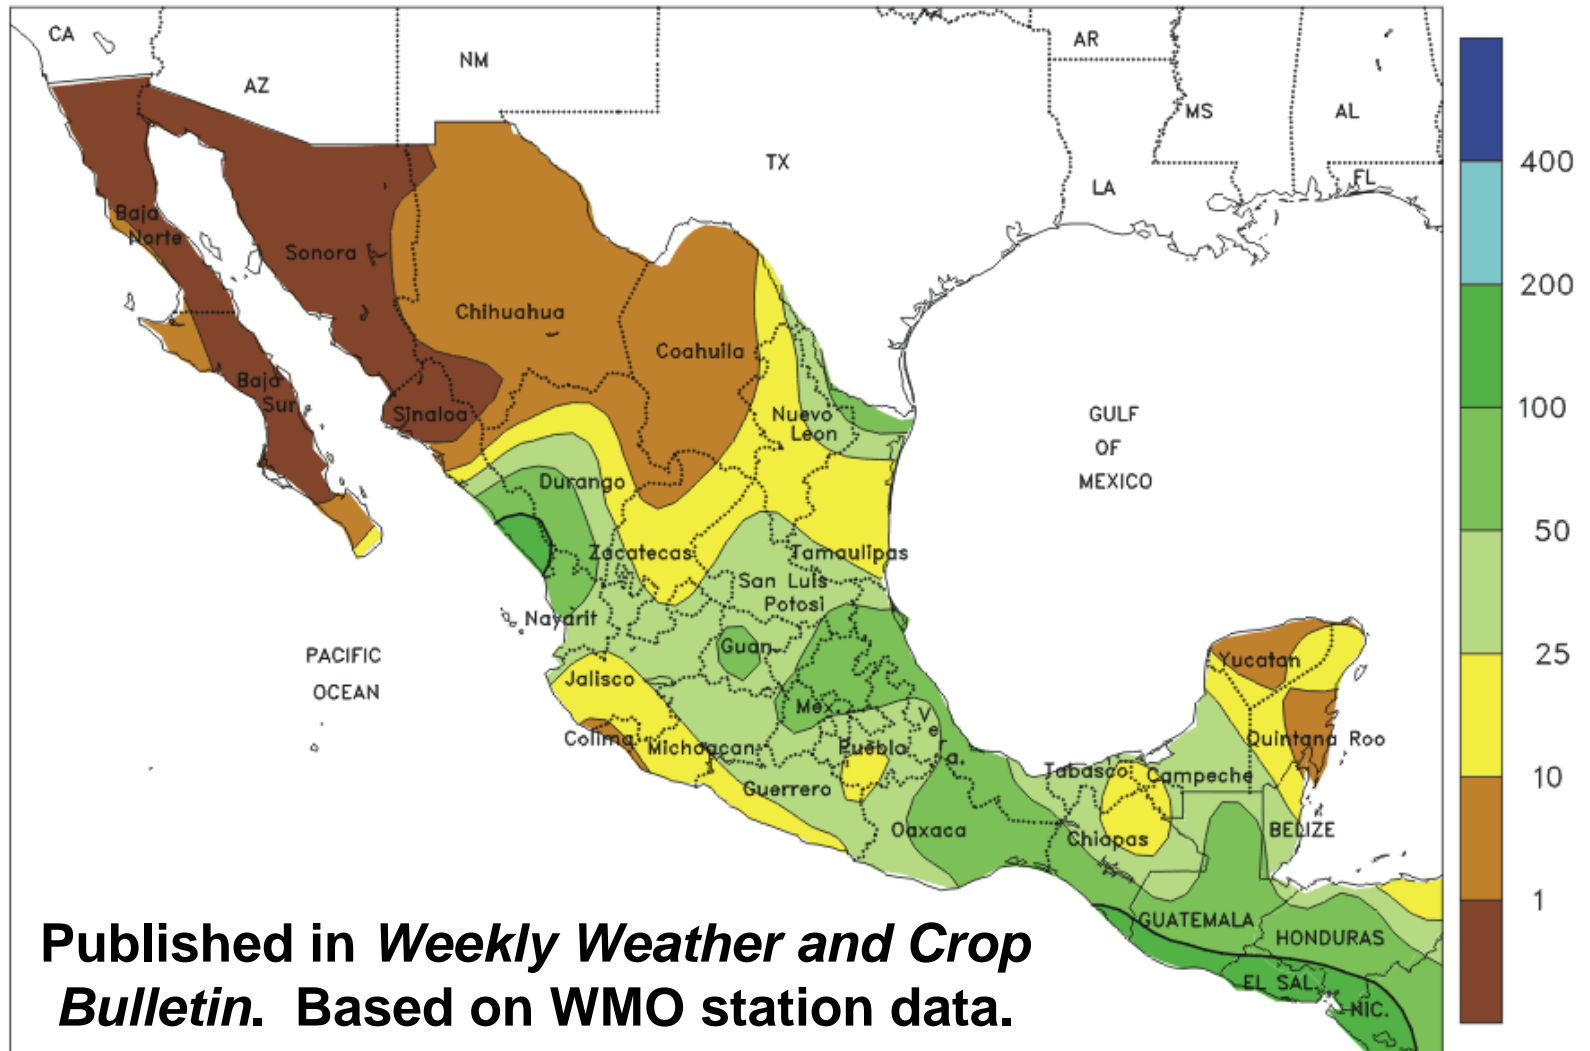 CA
AZ
NM
TX
AR
MS
AL
LA
FL
400
200
100
50
25
10
1
Baja
Norte
Sonora
Chihuahua
Coahuila
Baja
Sur
Sinaloa
Nuevo
Leon
GULF
OF
MEXICO
Durango
Zacatecas
Tamaulipas
San Luis
Potosi
Nayarit
Guan.
PACIFIC
OCEAN
Jalisco
Yucatan
Mex.
Ver
a.
Colima
Michoacan
Puebla
Quintana Roo
Tabasco
Campeche
Guerrero
Oaxaca
Chiapas
BELIZE
GUATEMALA
HONDURAS
EL SAL.
NIC.
Published in Weekly Weather and Crop
Bulletin. Based on WMO station data.